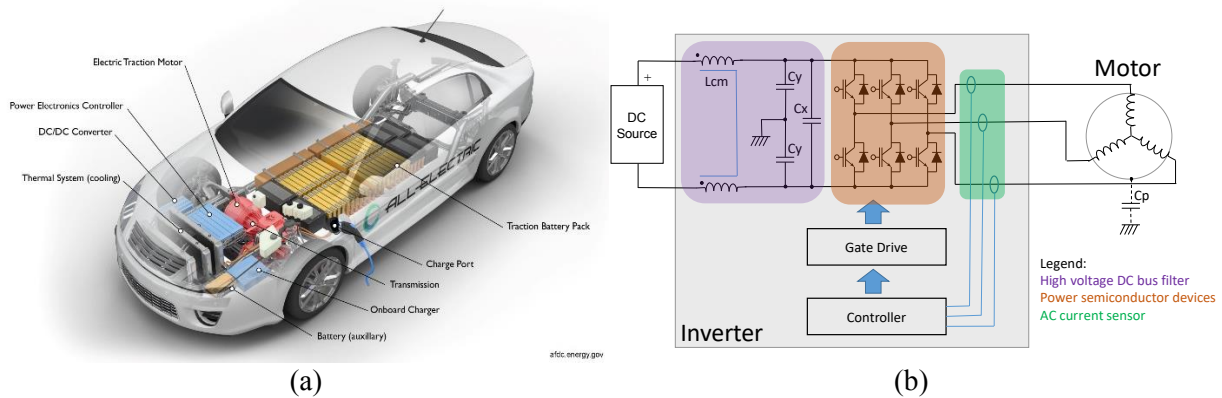 Electric Traction Motor
Power Electronics Controller
DC/DC Converter
Thermal System (cooling)
ALL-ELECTRIC
Traction Battery Pack
Charge Port
Transmission
Onboard Charger
Battery (auxillary)
afdc.energy.gov
(a)
Lcm
Cy
Cx
Cy
+
DC
Source
Motor
Cp
Gate Drive
Controller
Inverter
Legend:
High voltage DC bus filter
Power semiconductor devices
AC current sensor
(b)